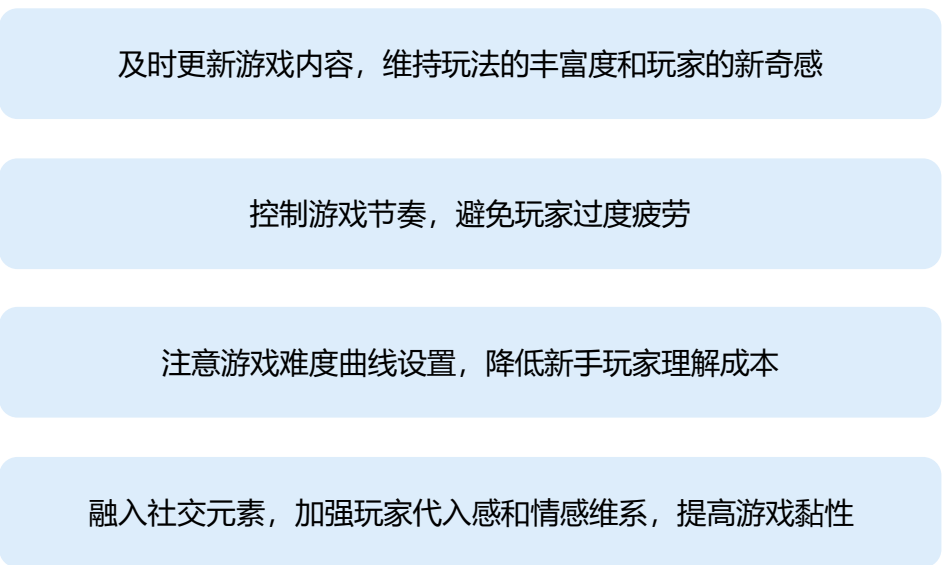 及时更新游戏内容，维持玩法的丰富度和玩家的新奇感
控制游戏节奏，避免玩家过度疲劳
注意游戏难度曲线设置，降低新手玩家理解成本
融入社交元素，加强玩家代入感和情感维系，提高游戏黏性